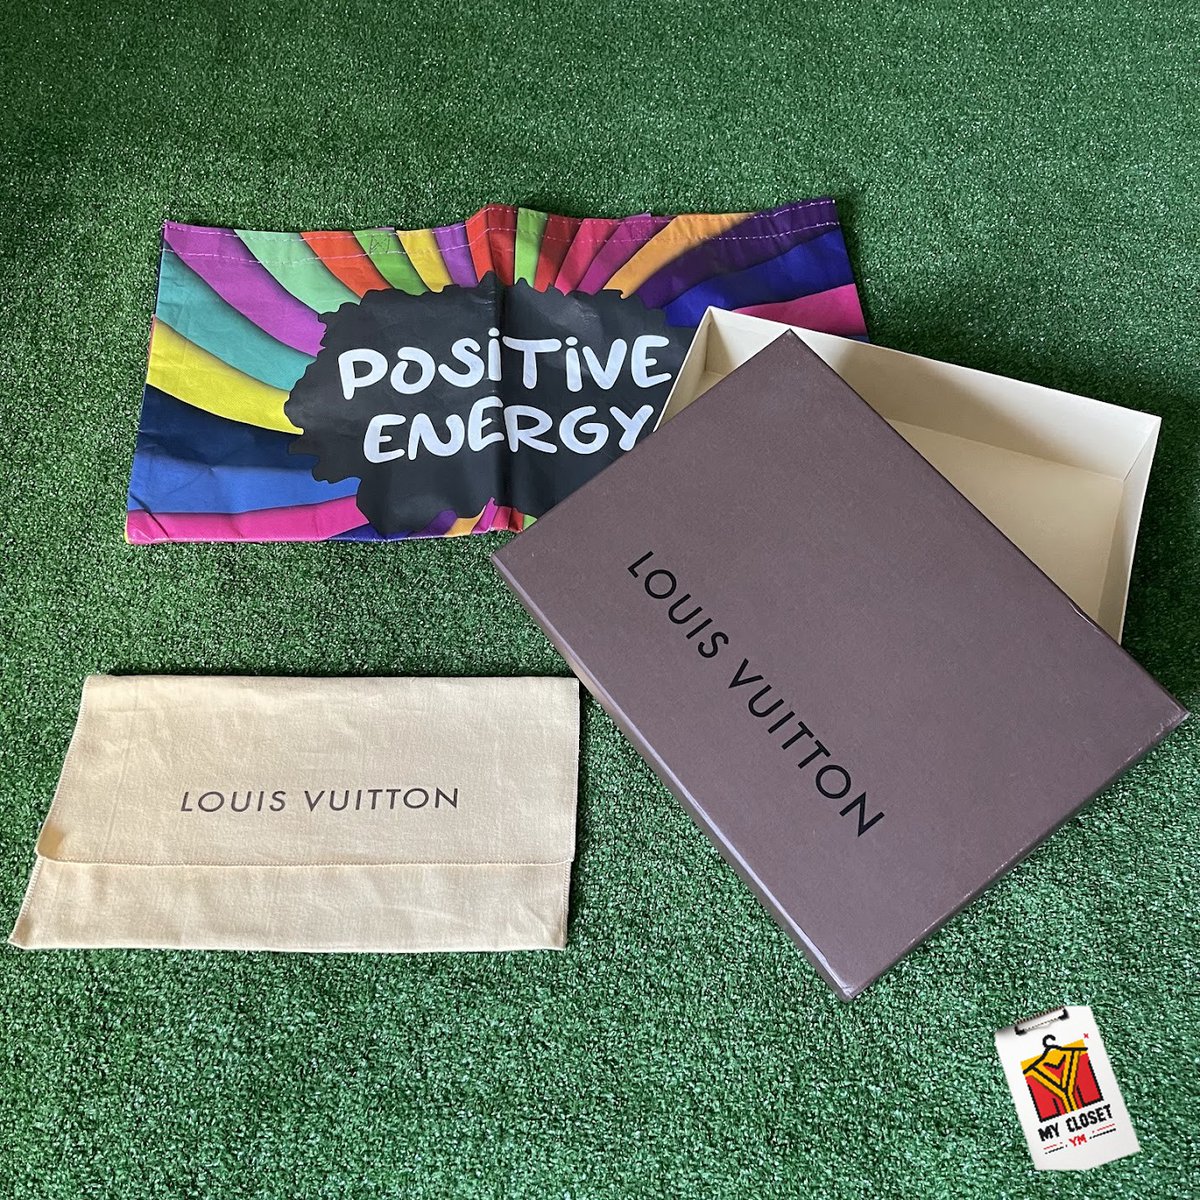 POSiTiVE
ENERGY
LOUIS VUITTON
LOUIS VUITTON
MY CLOSET
YM